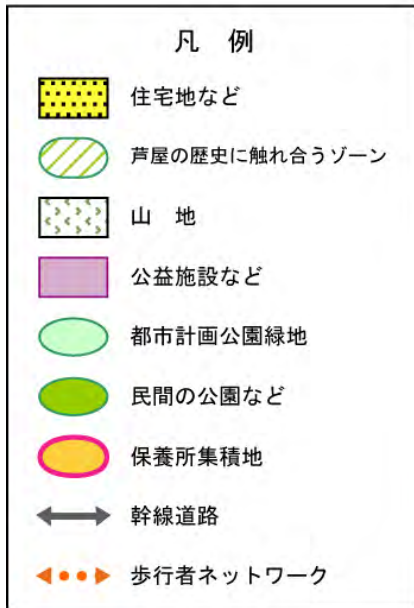 凡 例
住宅地など
芦屋の歴史に触れ合うゾーン
山 地
公益施設など
都市計画公園緑地
民間の公園など
保養所集積地
幹線道路
歩行者ネットワーク